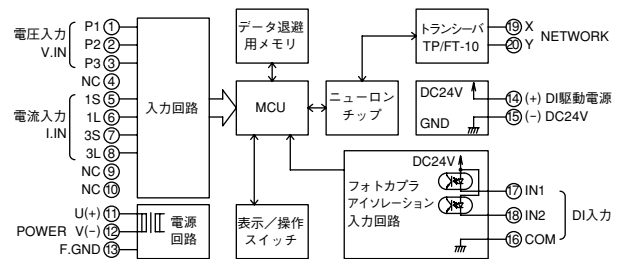 電圧入力
V.IN
P1 ①
P2 ②
P3 ③
NC ④
電流入力
I.IN
1S ⑤
1L ⑥
3S ⑦
3L ⑧
NC ⑨
NC ⑩
POWER
U(+) ⑪
V(−) ⑫
F.GND ⑬
入力回路
電源
回路
データ退避
用メモリ
MCU
表示/操作
スイッチ
ニューロン
チップ
トランシーバ
TP/FT-10
⑲ X
⑳ Y
NETWORK
DC24V
GND
⑭ (+) DI駆動電源
⑮ (−) DC24V
DC24V
フォトカプラ
アイソレーション
入力回路
⑰ IN1
⑱ IN2
⑯ COM
DI入力